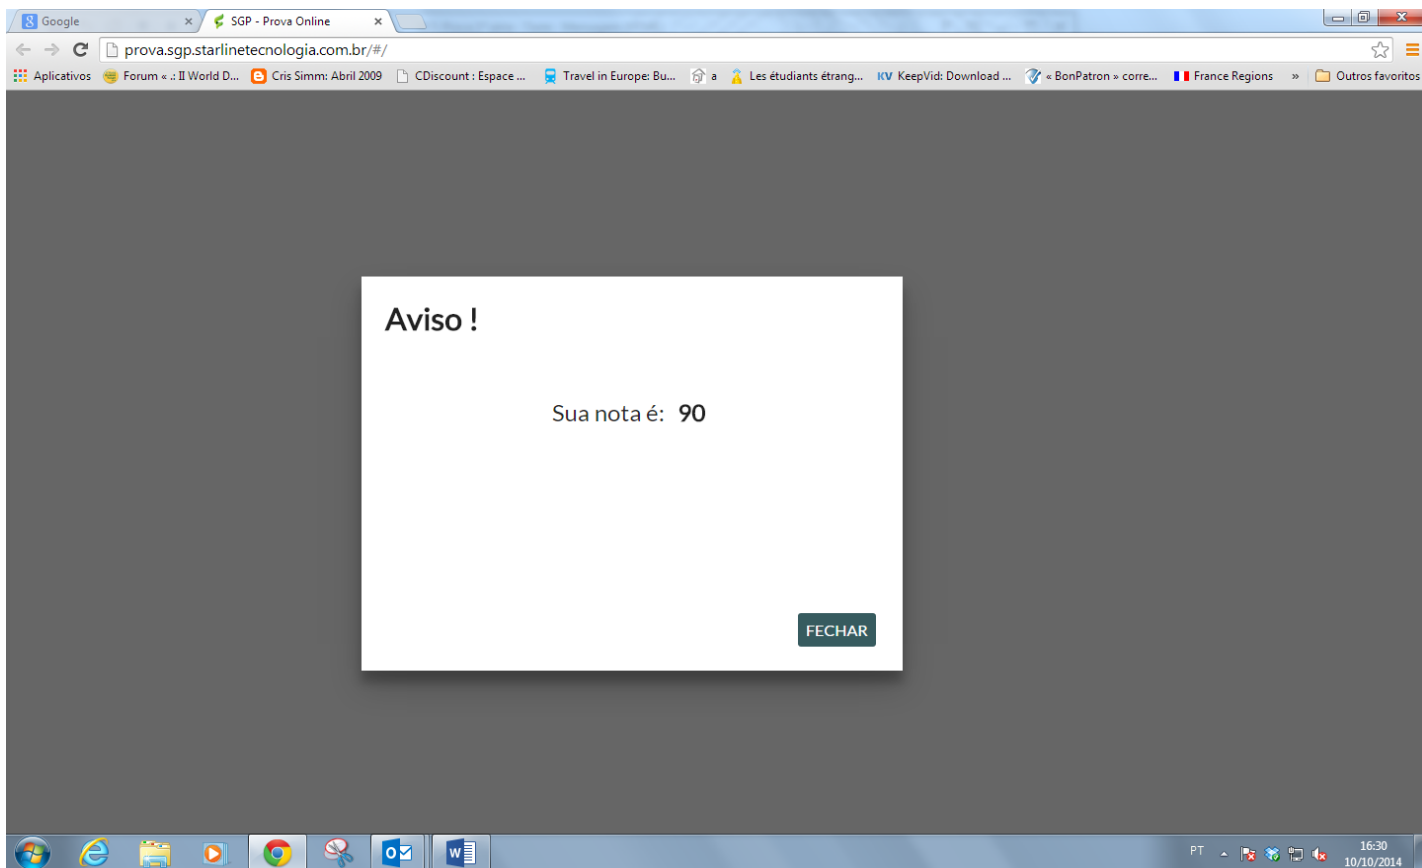 Google
SGP - Prova Online
prova.sgp.starlinetecnologia.com.br/#/
Aplicativos Forum « .: II World D... Cris Simm: Abril 2009 CDiscount : Espace ... Travel in Europe: Bu... a Les étudiants étrang... KV KeepVid: Download ... « BonPatron » corre... France Regions » Outros favoritos
Aviso !
Sua nota é: 90
FECHAR
PT
16:30
10/10/2014